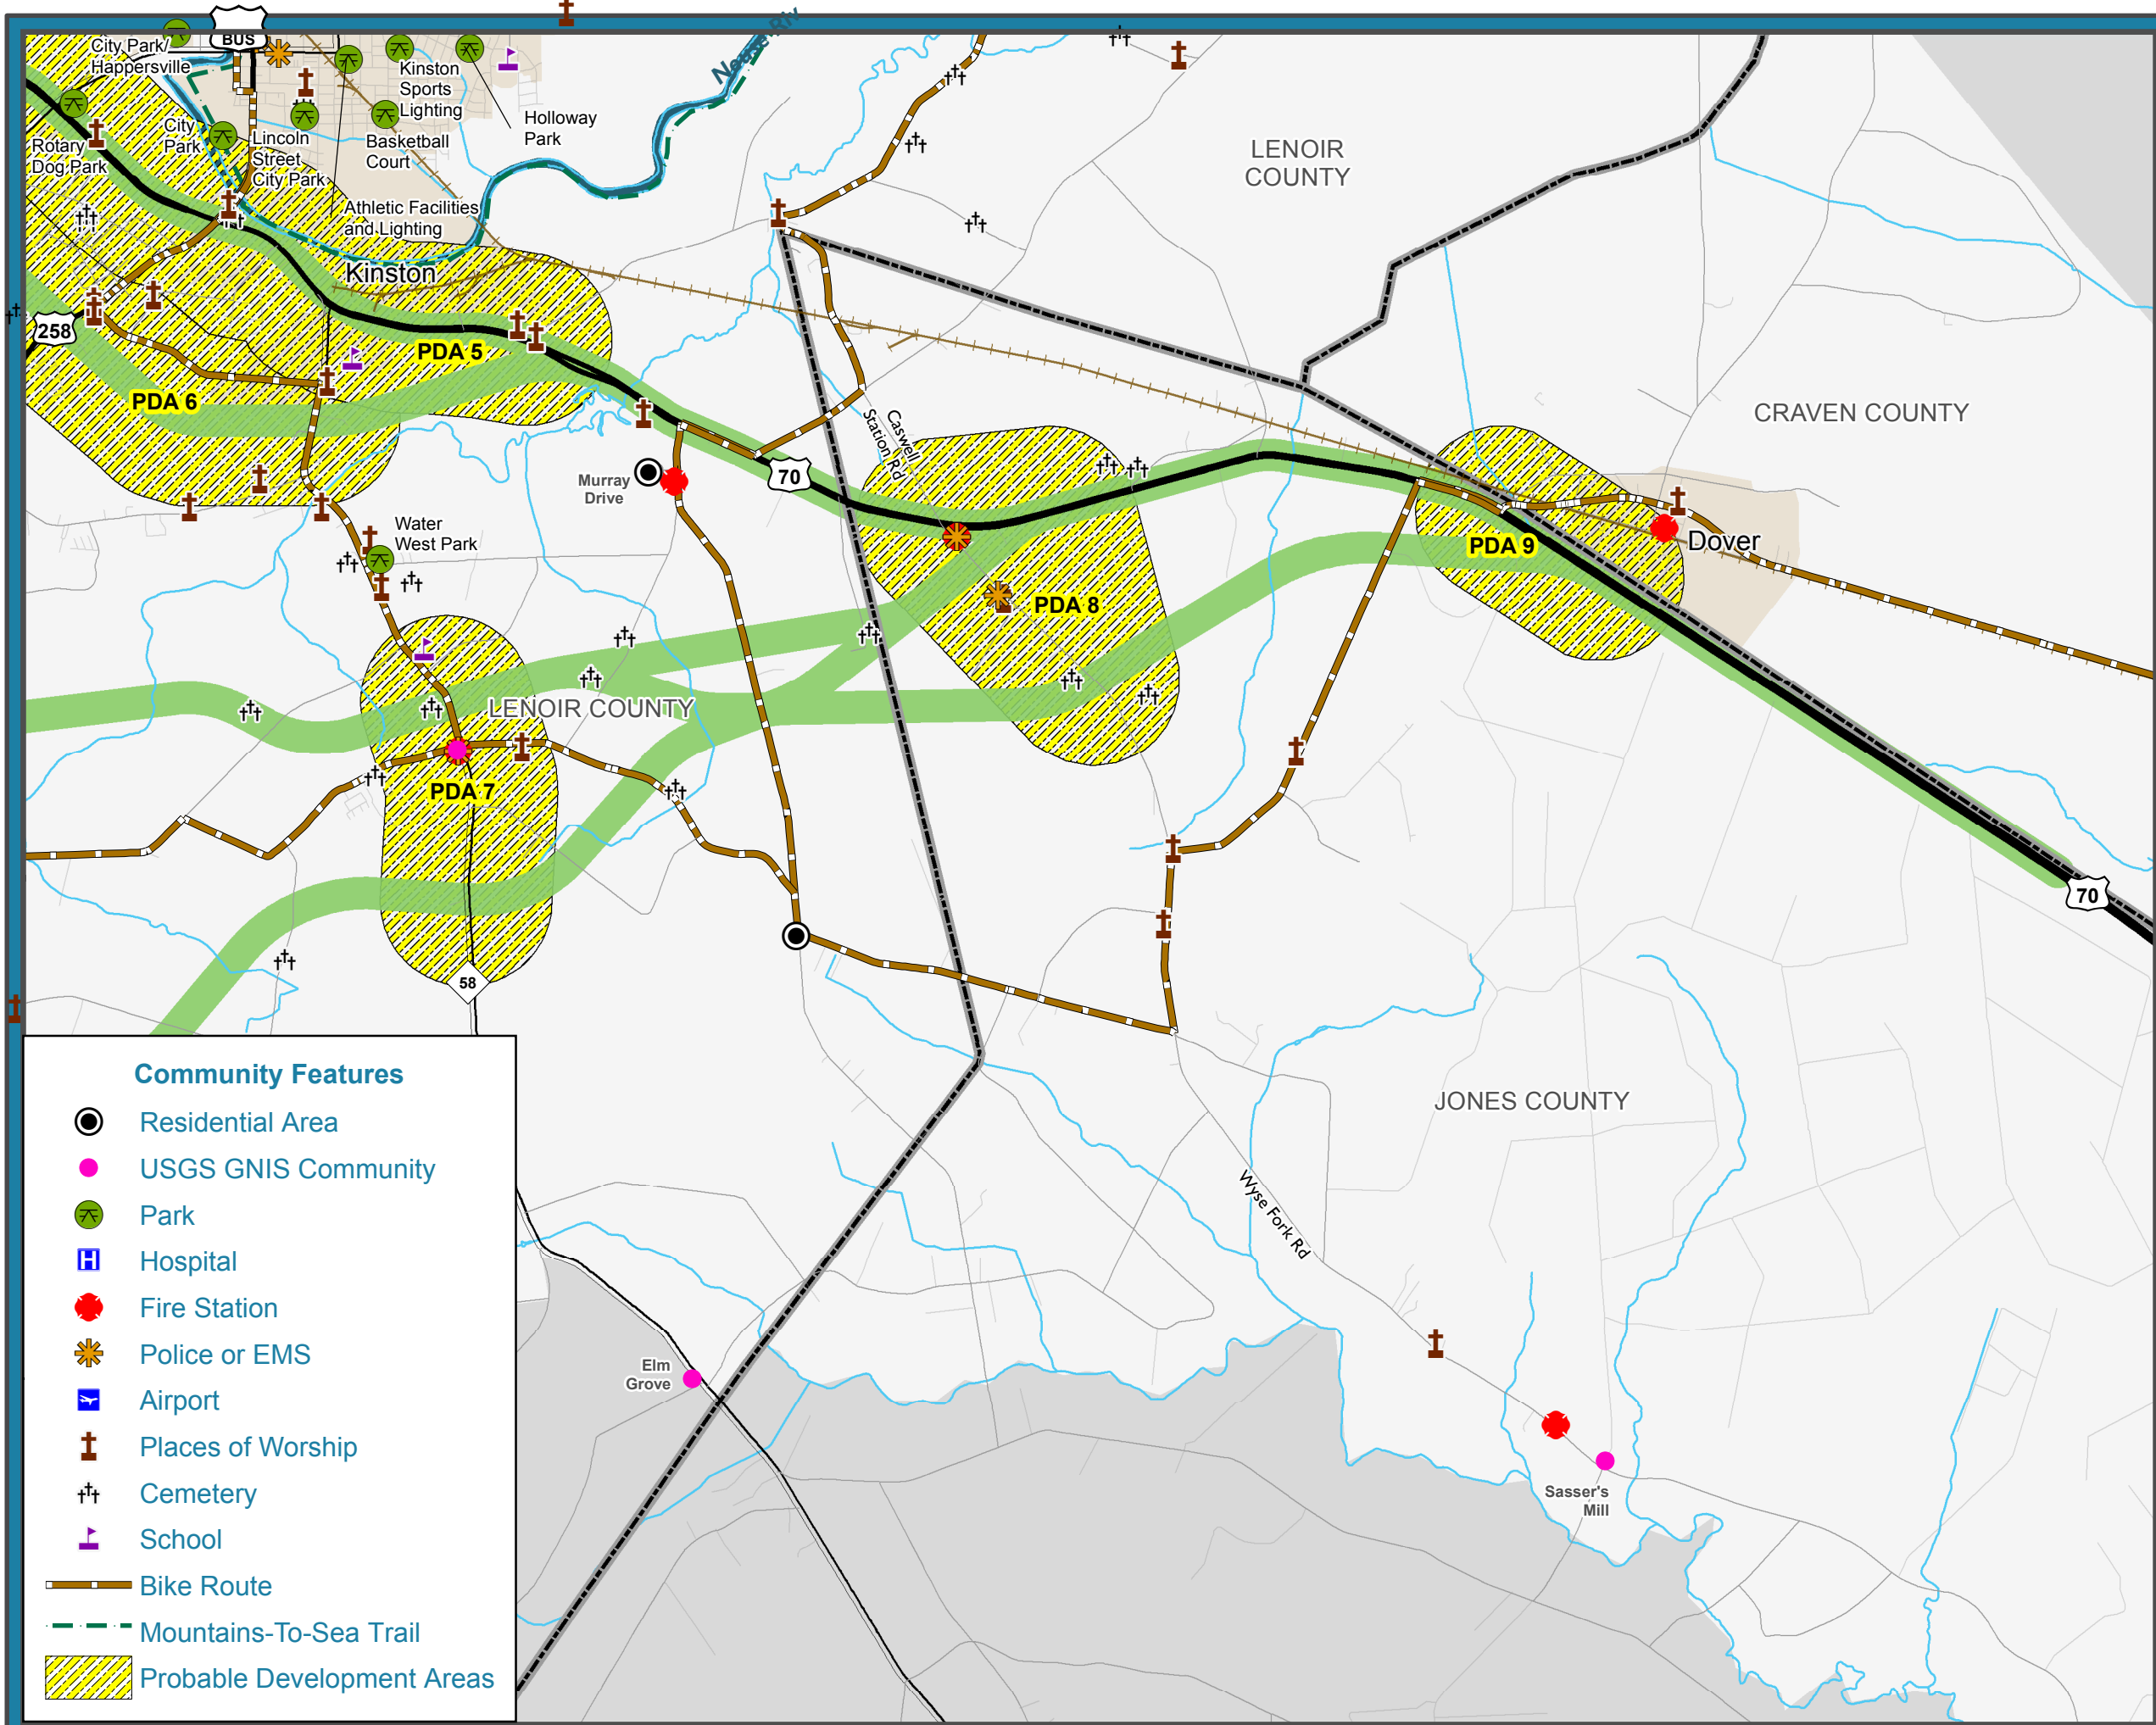 BUS
City Park/
Happersville
Kinston
Sports
Lighting
Neuse Riv
Holloway
Park
City
Park
Rotary
Dog Park
Lincoln
Street
City Park
Basketball
Court
Athletic Facilities
and Lighting
LENOIR
COUNTY
Kinston
258
PDA 5
PDA 6
CRAVEN COUNTY
Caswell
Station Rd
Murray
Drive
70
Water
West Park
PDA 9
Dover
PDA 8
LENOIR COUNTY
PDA 7
70
58
JONES COUNTY
Wyse Fork Rd
Elm
Grove
Sasser's
Mill
Community Features
Residential Area
USGS GNIS Community
Park
H Hospital
Fire Station
Police or EMS
Airport
Places of Worship
Cemetery
School
Bike Route
Mountains-To-Sea Trail
Probable Development Areas